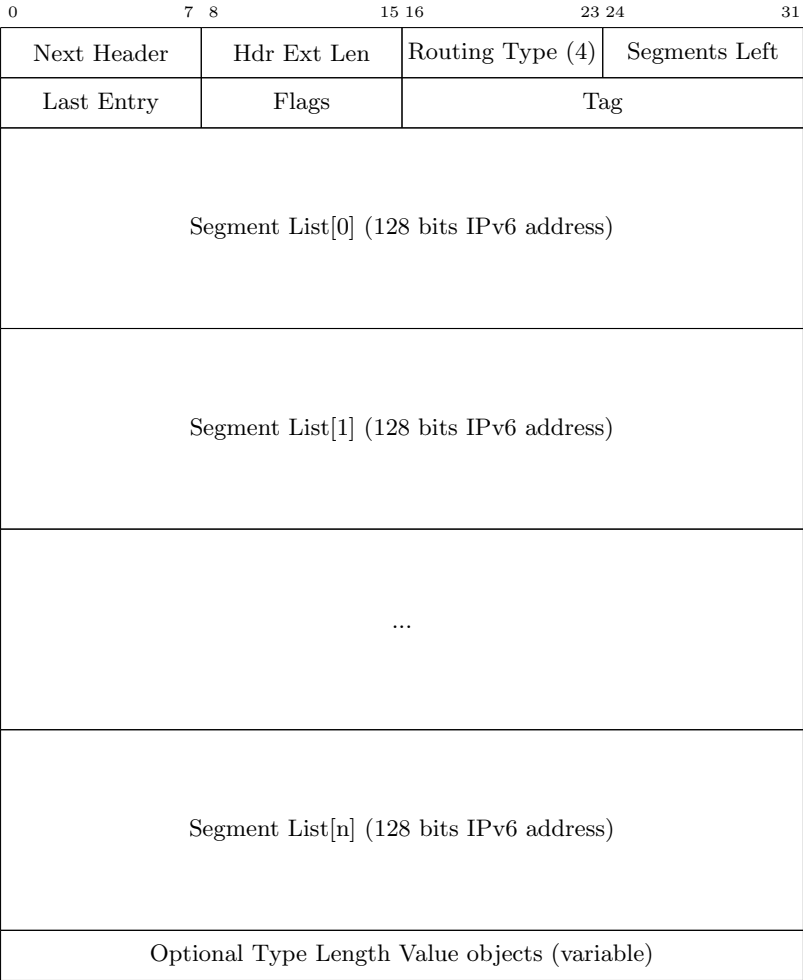 0 7 8 15 16 23 24 31
Next Header Hdr Ext Len Routing Type (4) Segments Left
Last Entry Flags Tag
Segment List[0] (128 bits IPv6 address)
Segment List[1] (128 bits IPv6 address)
...
Segment List[n] (128 bits IPv6 address)
Optional Type Length Value objects (variable)